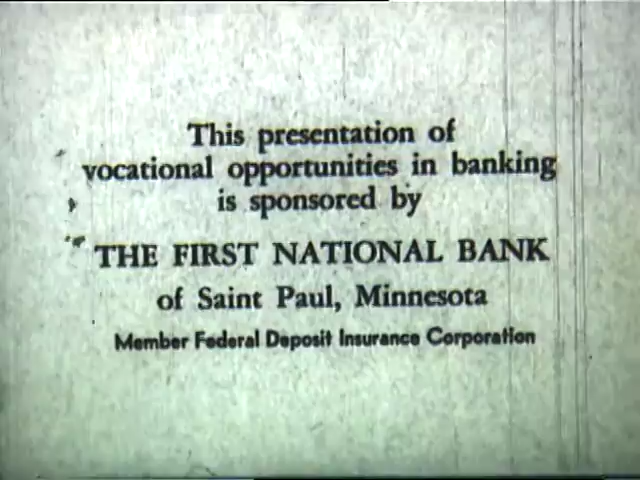 This presentation of
vocational opportunities in banking
is sponsored by
THE FIRST NATIONAL BANK
of Saint Paul, Minnesota
Member Federal Deposit Insurance Corporation